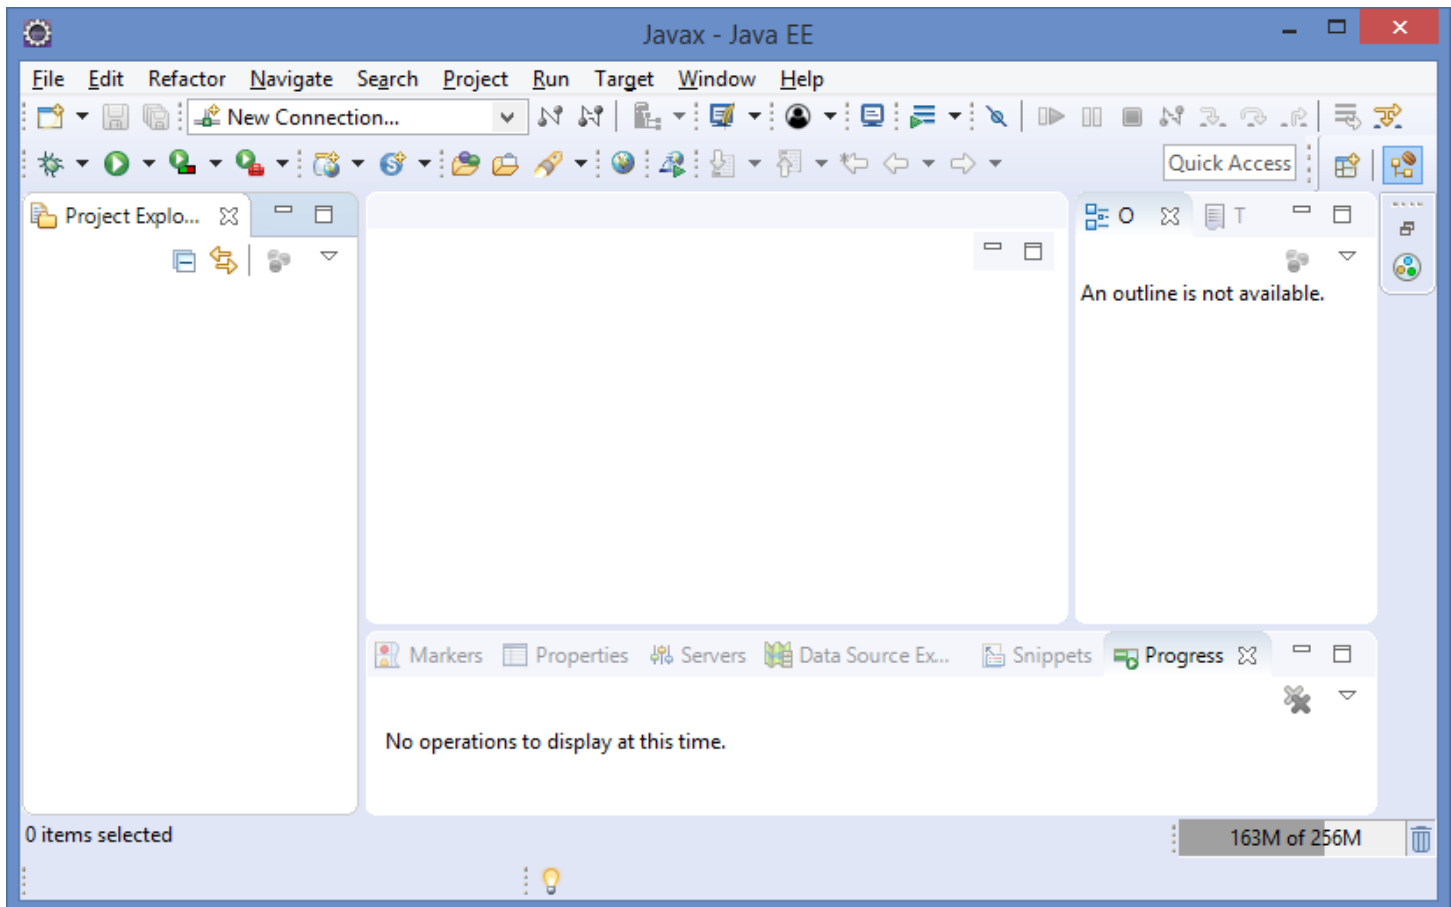 Javax - Java EE
File Edit Refactor Navigate Search Project Run Target Window Help
New Connection...
Quick Access
Project Explo...
O T
An outline is not available.
Markers Properties Servers Data Source Ex... Snippets Progress
No operations to display at this time.
0 items selected
163M of 256M